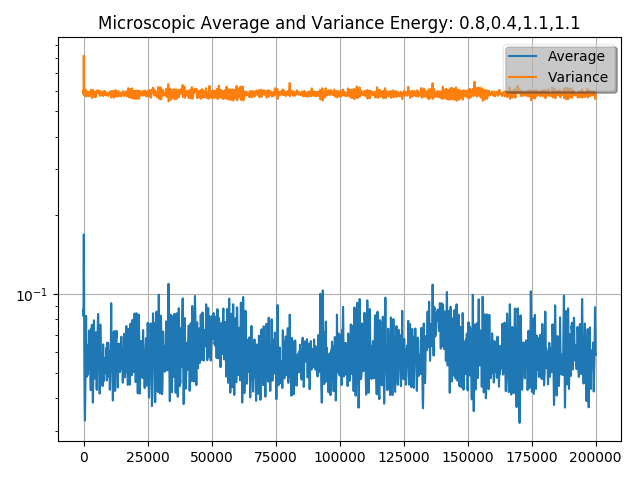 Microscopic Average and Variance Energy: 0.8,0.4,1.1,1.1
Average
Variance
10⁻¹
0 25000 50000 75000 100000 125000 150000 175000 200000